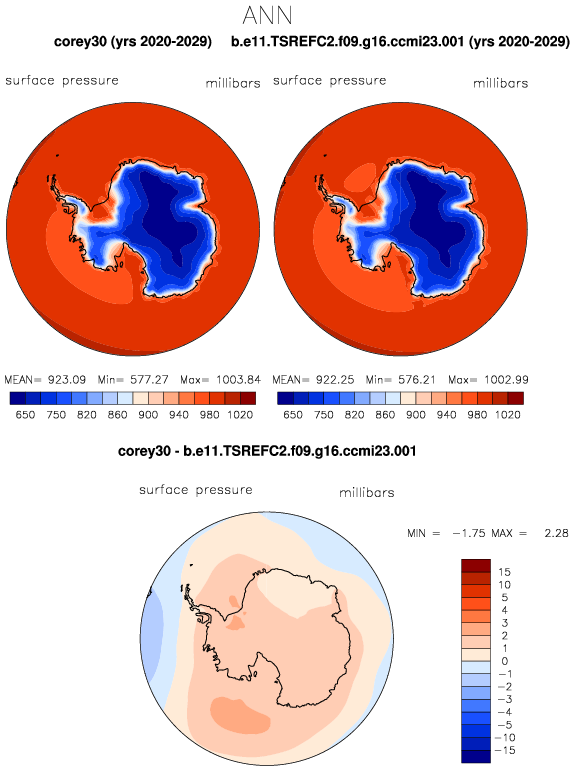 ANN
corey30 (yrs 2020-2029) b.e11.TSREFC2.f09.g16.ccmi23.001 (yrs 2020-2029)
surface pressure millibars surface pressure millibars
MEAN= 923.09 Min= 577.27 Max= 1003.84 MEAN= 922.25 Min= 576.21 Max= 1002.99
650 750 820 860 900 940 980 1020 650 750 820 860 900 940 980 1020
corey30 - b.e11.TSREFC2.f09.g16.ccmi23.001
surface pressure millibars
MIN = -1.75 MAX = 2.28
15
10
5
4
3
2
1
0
-1
-2
-3
-4
-5
-10
-15